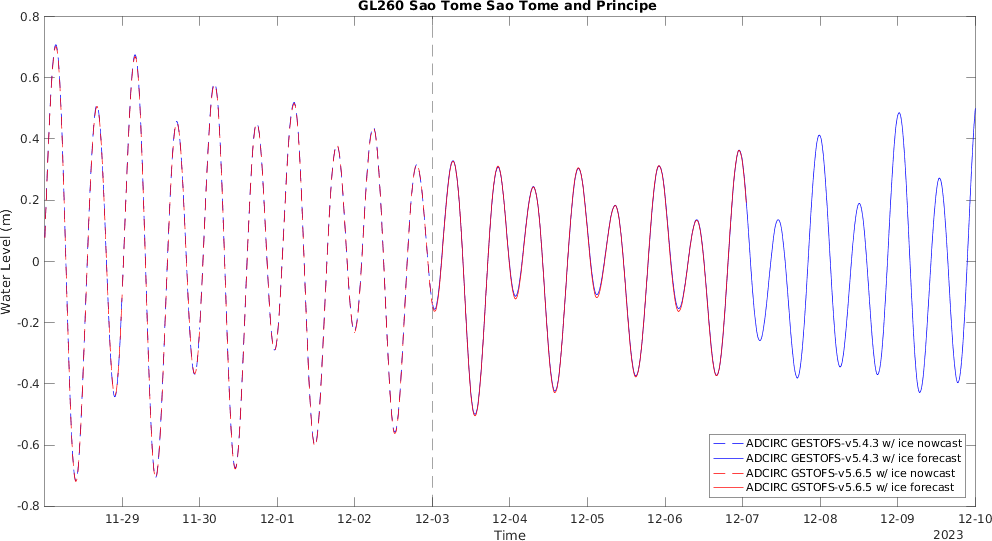 GL260 Sao Tome Sao Tome and Principe
Water Level (m)
0.8
0.6
0.4
0.2
0
-0.2
-0.4
-0.6
-0.8
ADCIRC GESTOFS-v5.4.3 w/ ice nowcast
ADCIRC GESTOFS-v5.4.3 w/ ice forecast
ADCIRC GSTOFS-v5.6.5 w/ ice nowcast
ADCIRC GSTOFS-v5.6.5 w/ ice forecast
11-29 11-30 12-01 12-02 12-03 12-04 12-05 12-06 12-07 12-08 12-09 12-10
Time
2023